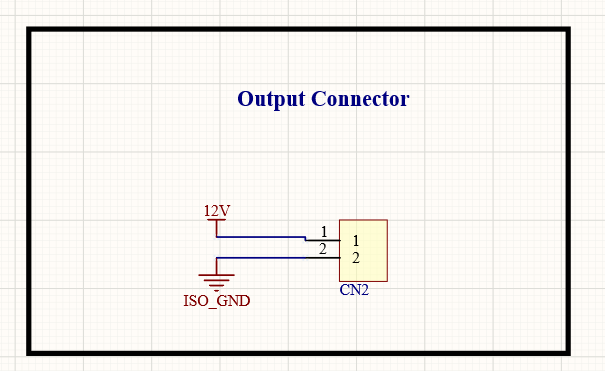 Output Connector
12V
1
1
2
2
ISO_GND
CN2